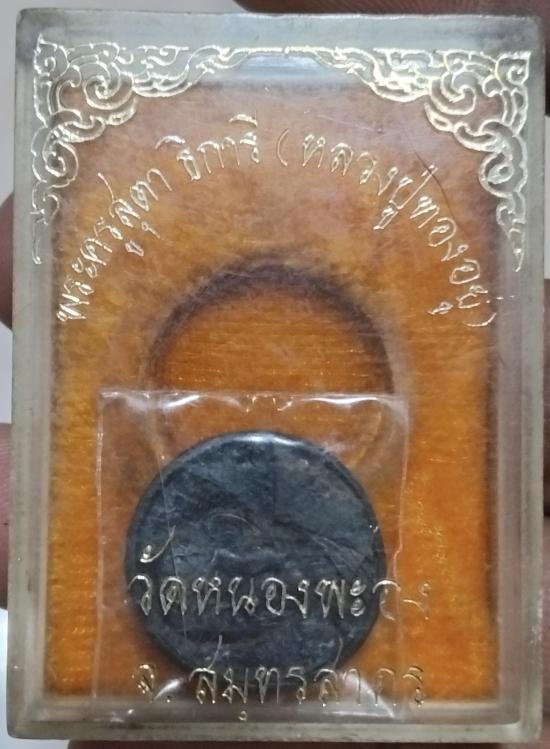 พระครูสุตาธิการี (หลวงปู่ทองอยู่)
วัดหนองพะอง
จ. สมุทรสาคร